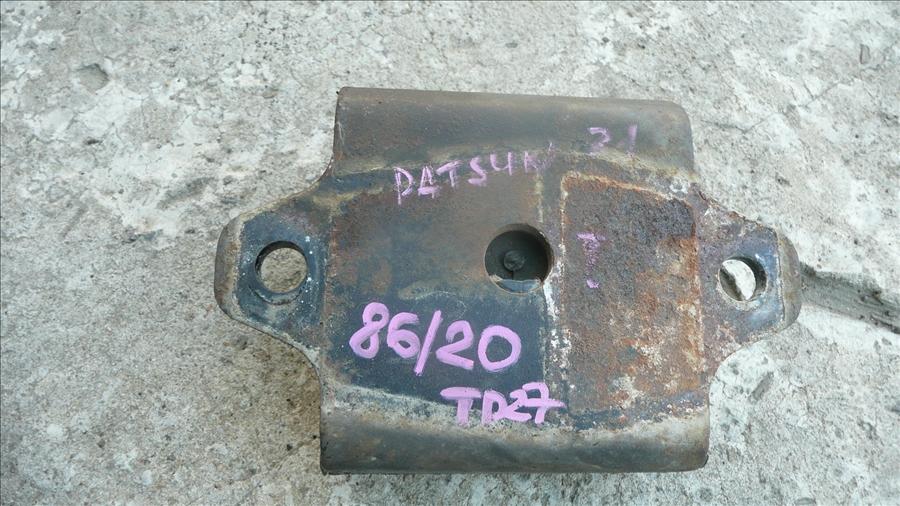 DATSUN 21
T-
86/20
TD27